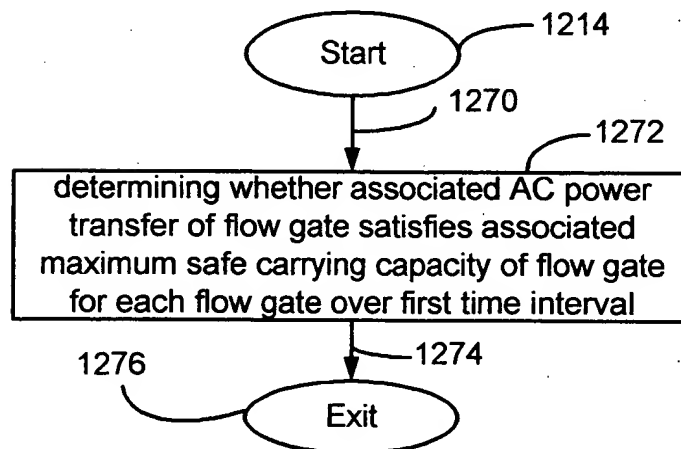 Start
1214
1270
1272
determining whether associated AC power
transfer of flow gate satisfies associated
maximum safe carrying capacity of flow gate
for each flow gate over first time interval
1274
1276
Exit